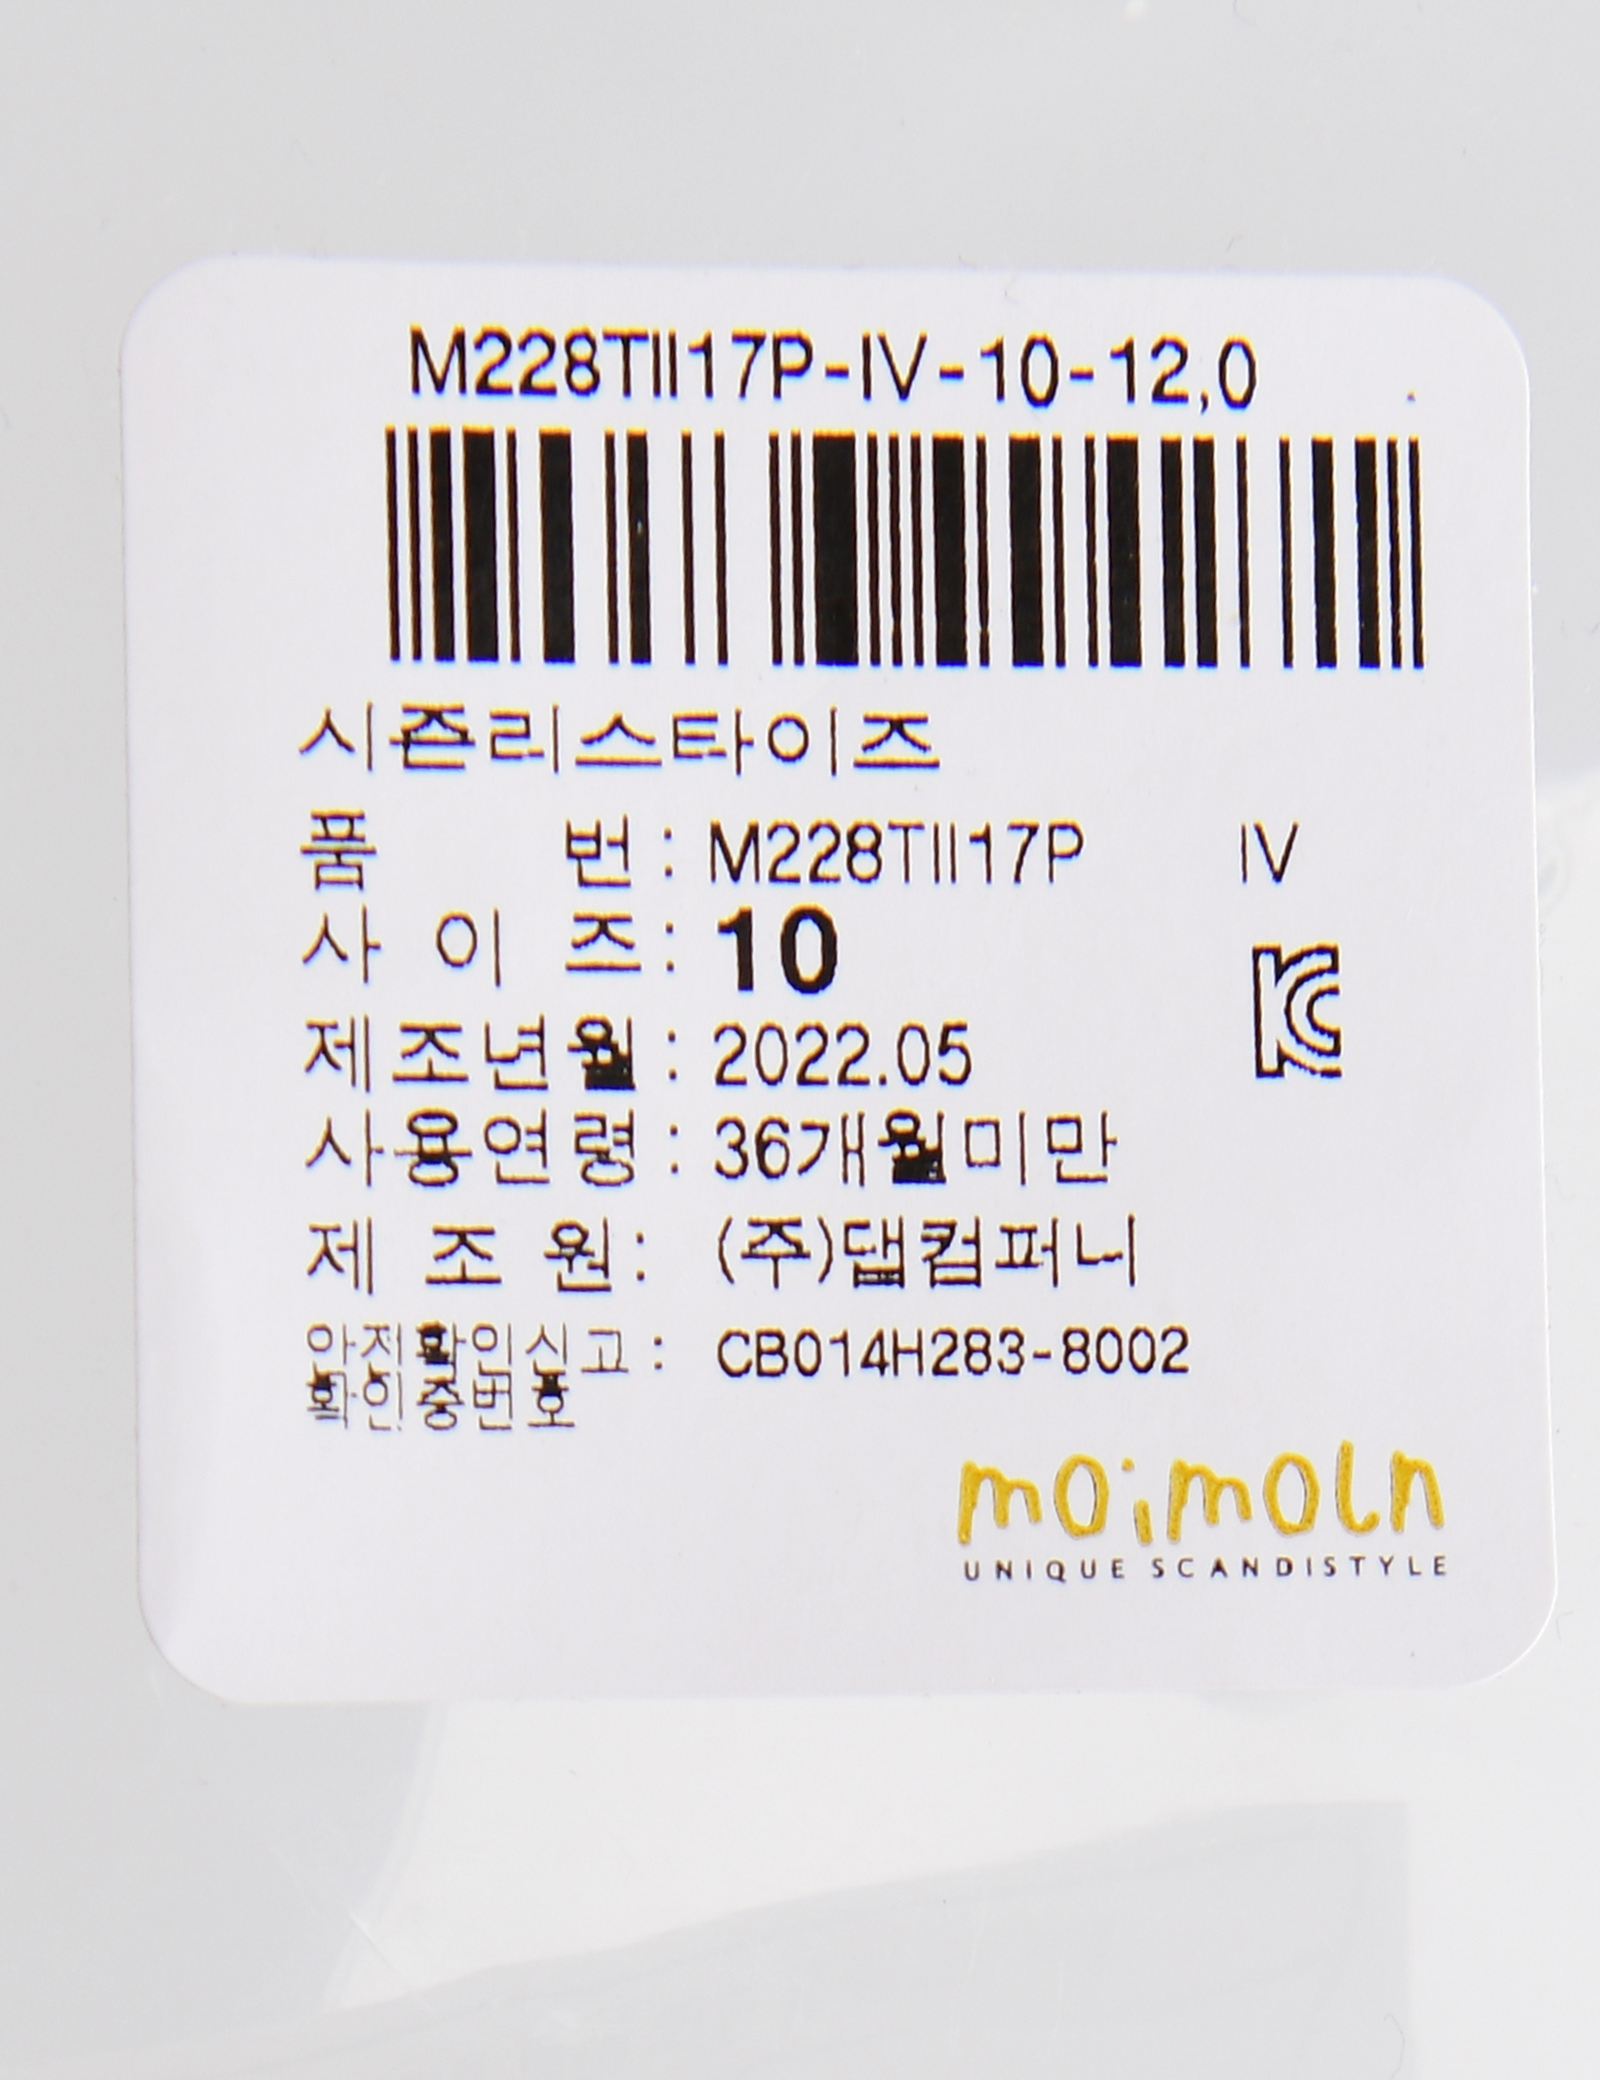 M228TII17P-IV-10-12,0
시즌리스타이즈
품 번 : M228TII17P IV
사 이 즈 : 10
제조년월 : 2022.05
사용연령 : 36개월미만
제 조 원 : (주)댑컴퍼니
안전확인신고 : CB014H283-8002
확인증번호
moimoln
UNIQUE SCANDISTYLE